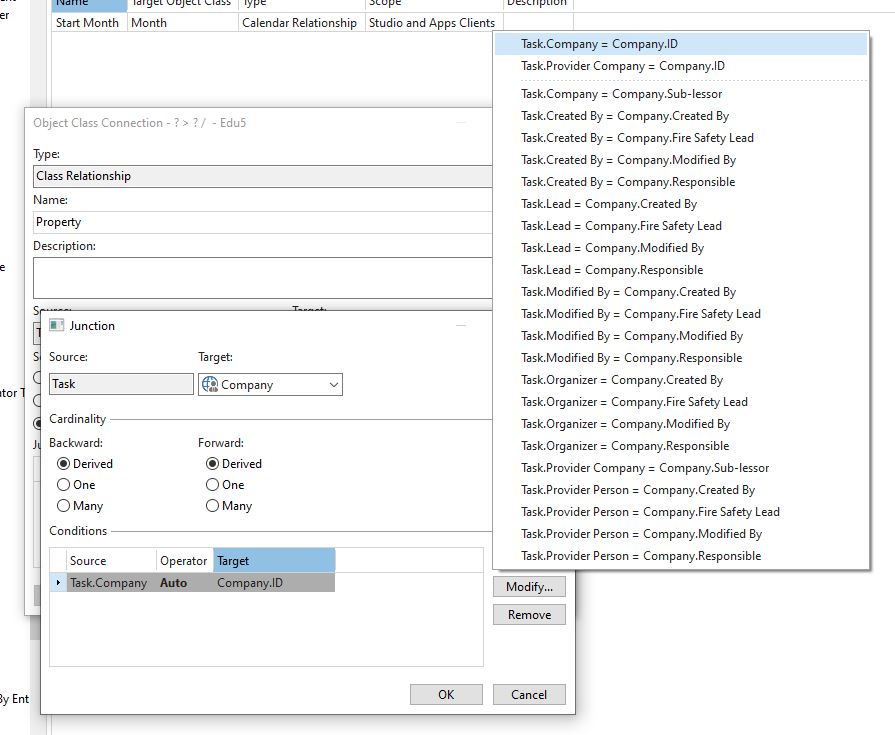 er
Name Target Object Class Type Scope Description
Start Month Month Calendar Relationship Studio and Apps Clients
Object Class Connection - ? > ? / - Edu5
Type:
Class Relationship
Name:
Property
Description:
e
Source: Target:
ator T
Junction
Source: Target:
Task Company
Cardinality
Backward: Forward:
Derived Derived
One One
Many Many
Conditions
Source Operator Target
Task.Company Auto Company.ID
Modify...
Remove
OK Cancel
By Ent
Task.Company = Company.ID
Task.Provider Company = Company.ID
Task.Company = Company.Sub-lessor
Task.Created By = Company.Created By
Task.Created By = Company.Fire Safety Lead
Task.Created By = Company.Modified By
Task.Created By = Company.Responsible
Task.Lead = Company.Created By
Task.Lead = Company.Fire Safety Lead
Task.Lead = Company.Modified By
Task.Lead = Company.Responsible
Task.Modified By = Company.Created By
Task.Modified By = Company.Fire Safety Lead
Task.Modified By = Company.Modified By
Task.Modified By = Company.Responsible
Task.Organizer = Company.Created By
Task.Organizer = Company.Fire Safety Lead
Task.Organizer = Company.Modified By
Task.Organizer = Company.Responsible
Task.Provider Company = Company.Sub-lessor
Task.Provider Person = Company.Created By
Task.Provider Person = Company.Fire Safety Lead
Task.Provider Person = Company.Modified By
Task.Provider Person = Company.Responsible